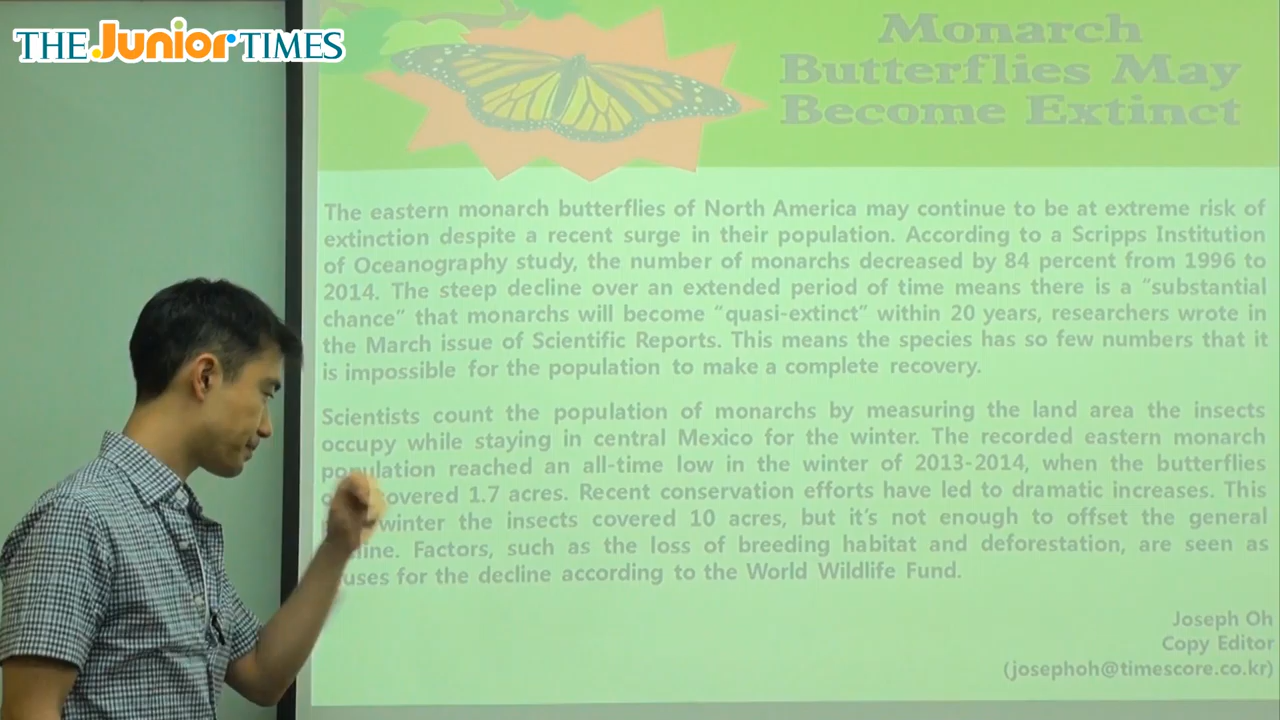 THE Junior TIMES
Monarch
Butterflies May
Become Extinct
The eastern monarch butterflies of North America may continue to be at extreme risk of
extinction despite a recent surge in their population. According to a Scripps Institution
of Oceanography study, the number of monarchs decreased by 84 percent from 1996 to
2014. The steep decline over an extended period of time means there is a “substantial
chance” that monarchs will become “quasi-extinct” within 20 years, researchers wrote in
the March issue of Scientific Reports. This means the species has so few numbers that it
is impossible for the population to make a complete recovery.
Scientists count the population of monarchs by measuring the land area the insects
occupy while staying in central Mexico for the winter. The recorded eastern monarch
population reached an all-time low in the winter of 2013-2014, when the butterflies
covered 1.7 acres. Recent conservation efforts have led to dramatic increases. This
winter the insects covered 10 acres, but it’s not enough to offset the general
Factors, such as the loss of breeding habitat and deforestation, are seen as
for the decline according to the World Wildlife Fund.
Joseph Oh
Copy Editor
(josephoh@timescore.co.kr)